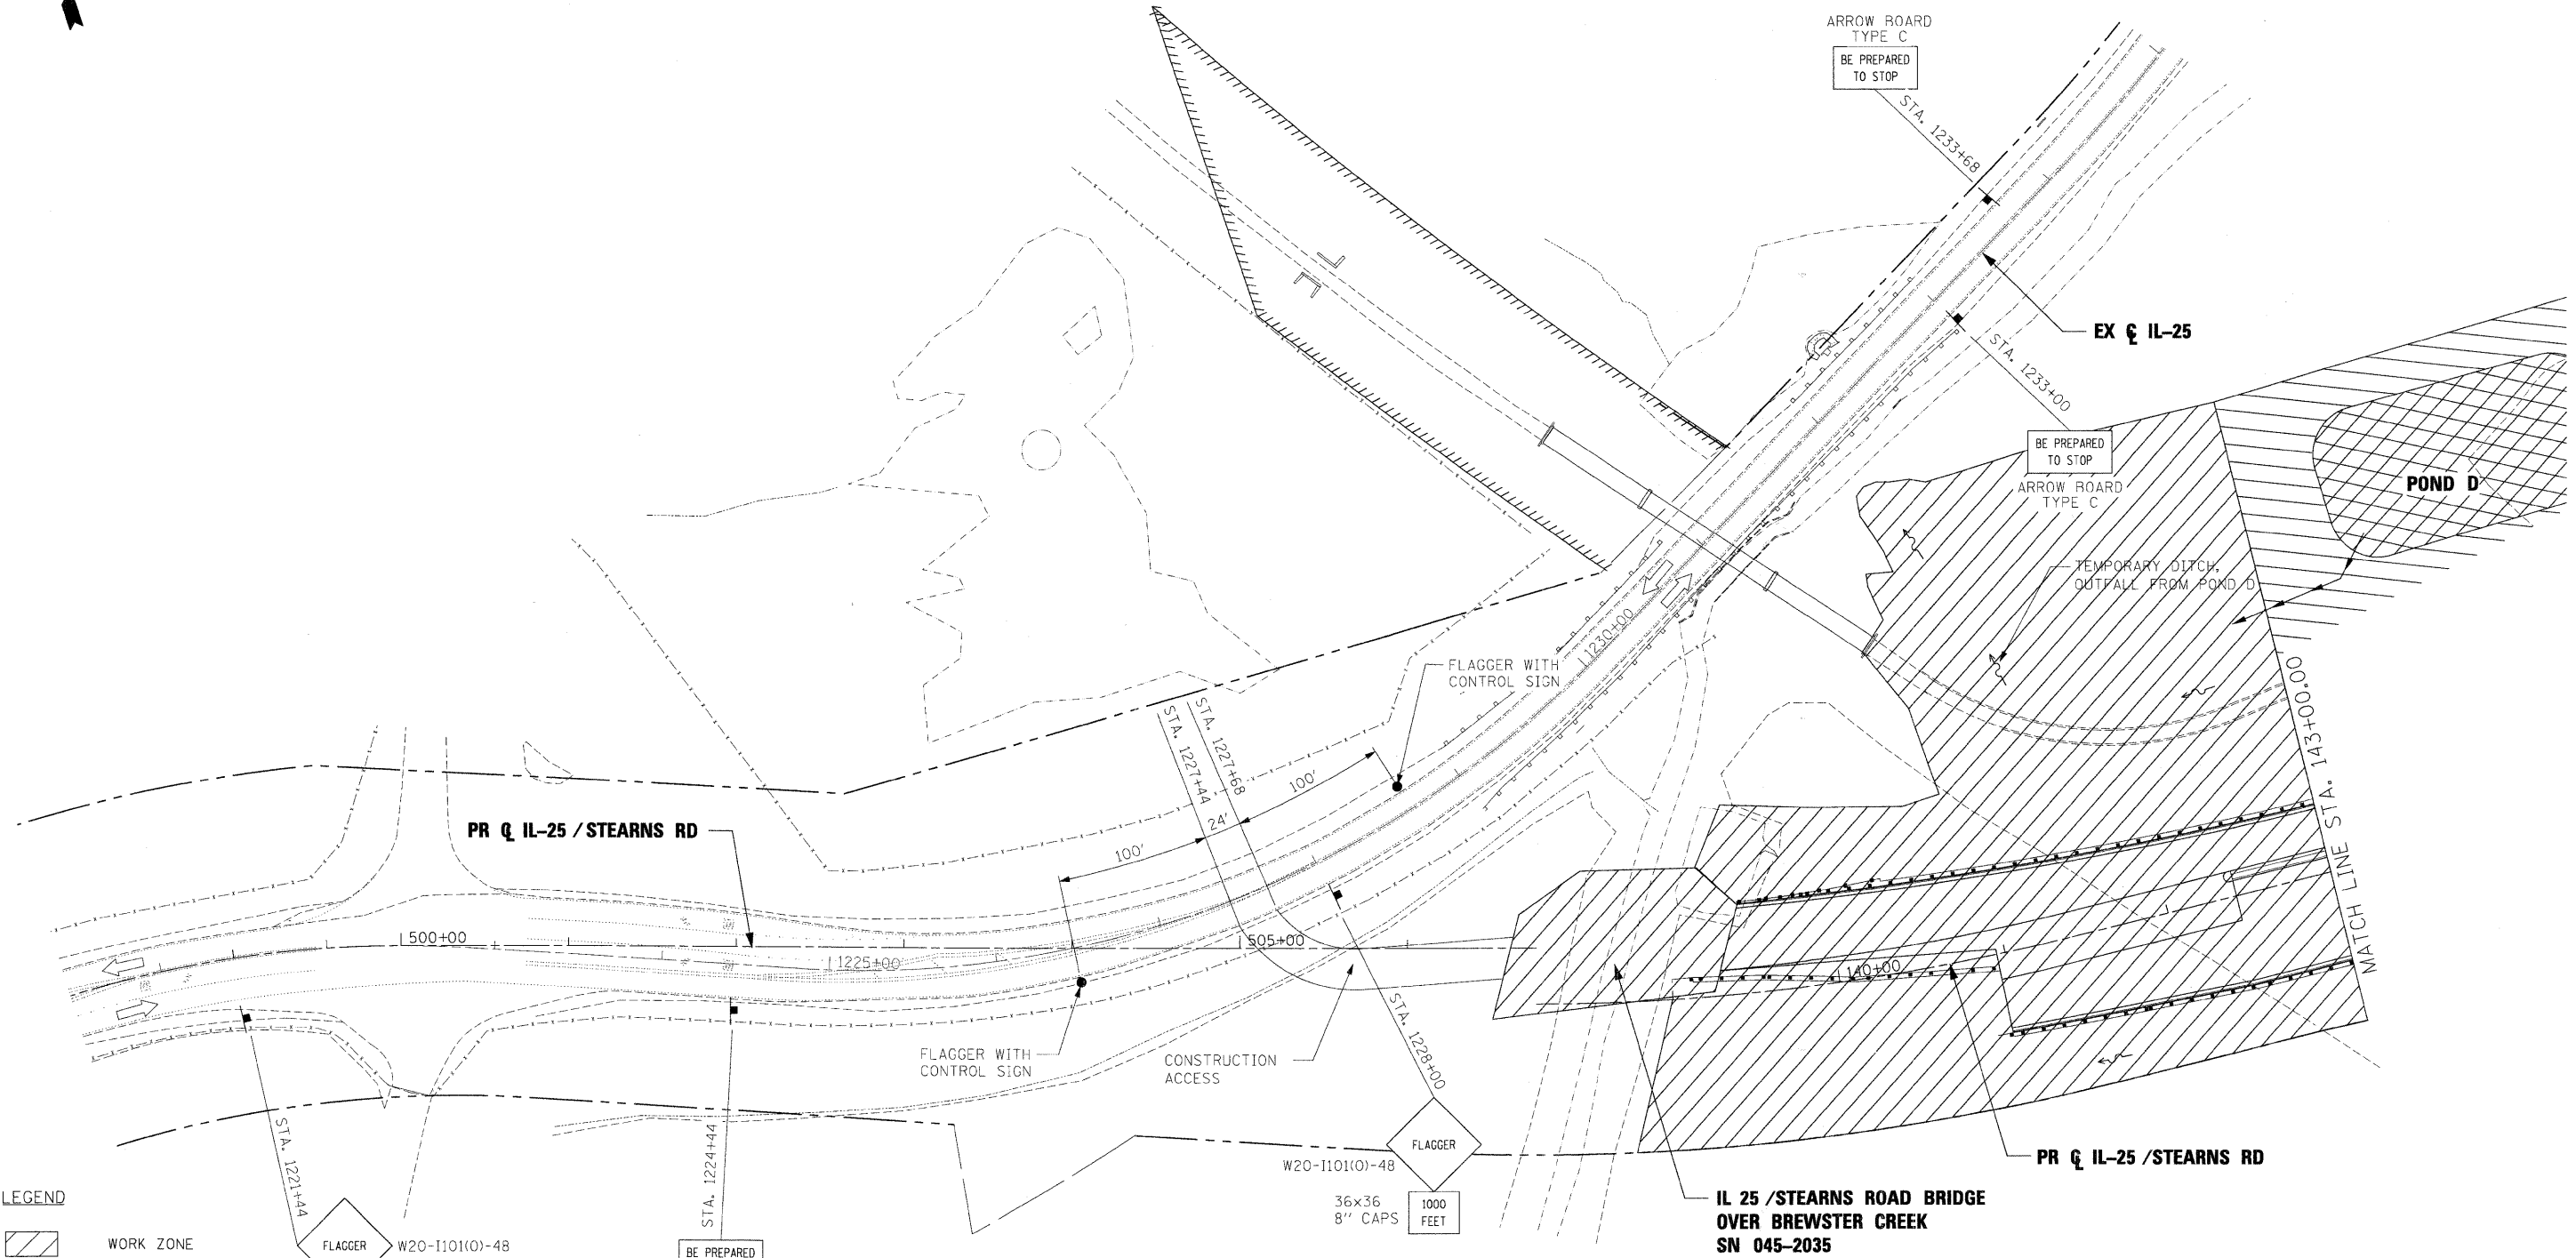 ARROW BOARD
TYPE C
BE PREPARED
TO STOP
STA. 1233+68
EX ℄ IL-25
STA. 1233+00
BE PREPARED
TO STOP
ARROW BOARD
TYPE C
POND D
TEMPORARY DITCH,
OUTFALL FROM POND D
1230+00
FLAGGER WITH
CONTROL SIGN
STA. 1227+44
STA. 1227+68
100'
24'
100'
MATCH LINE STA. 143+00.00
PR ℄ IL-25 / STEARNS RD
500+00
1225+00
505+00
140+00
FLAGGER WITH
CONTROL SIGN
CONSTRUCTION
ACCESS
STA. 1228+00
STA. 1221+44
STA. 1224+44
FLAGGER
W20-I101(O)-48
36x36
8" CAPS
1000
FEET
PR ℄ IL-25 / STEARNS RD
IL 25 / STEARNS ROAD BRIDGE
OVER BREWSTER CREEK
SN 045-2035
LEGEND
WORK ZONE
FLAGGER
W20-I101(O)-48
BE PREPARED